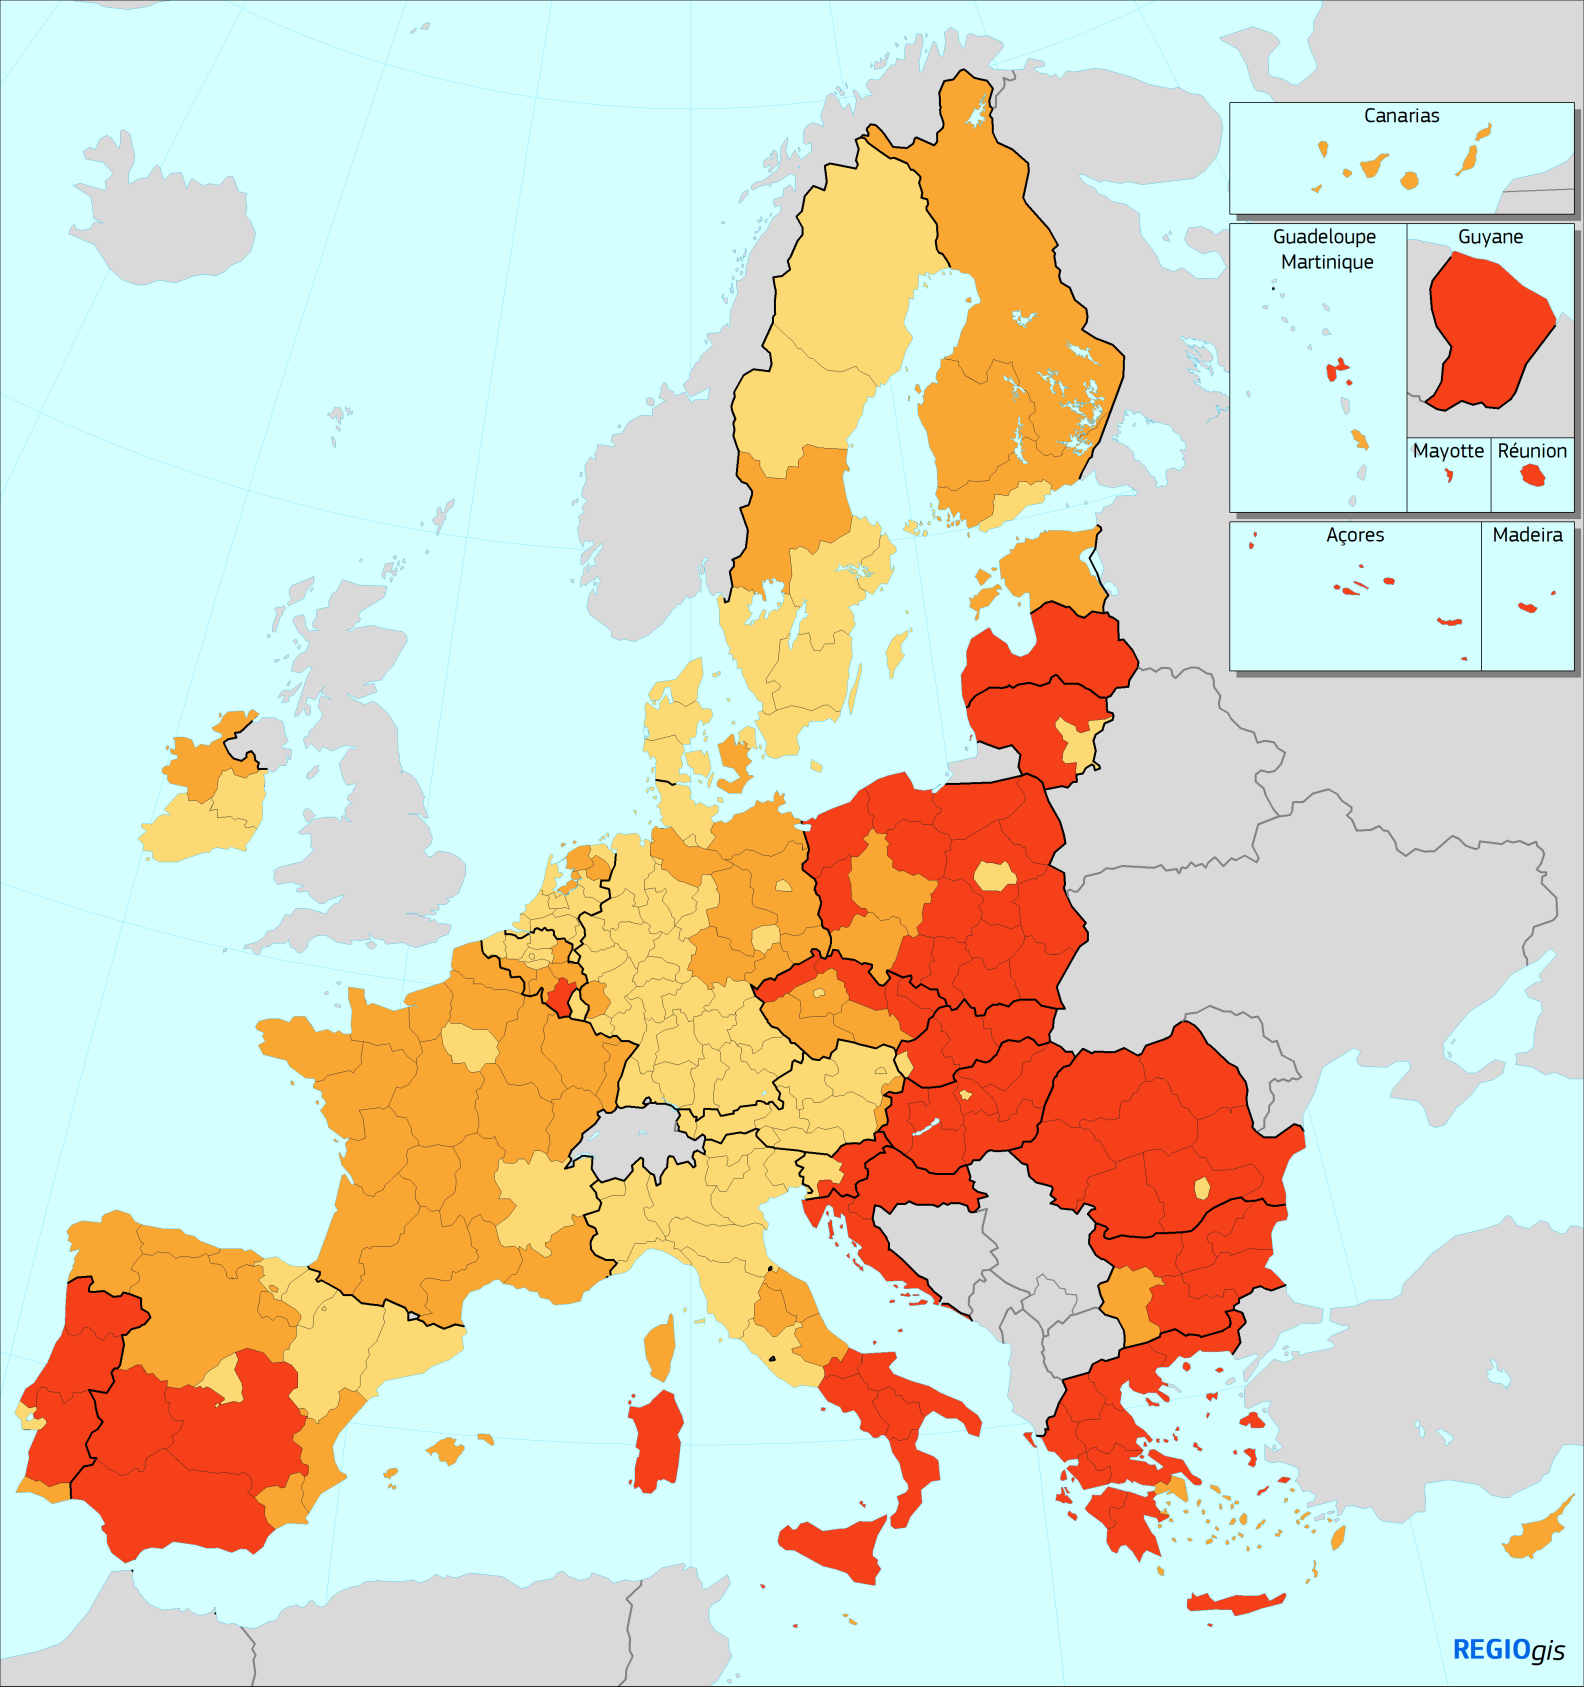 Canarias
Guadeloupe
Martinique
Guyane
Mayotte
Réunion
Açores
Madeira
REGIOgis